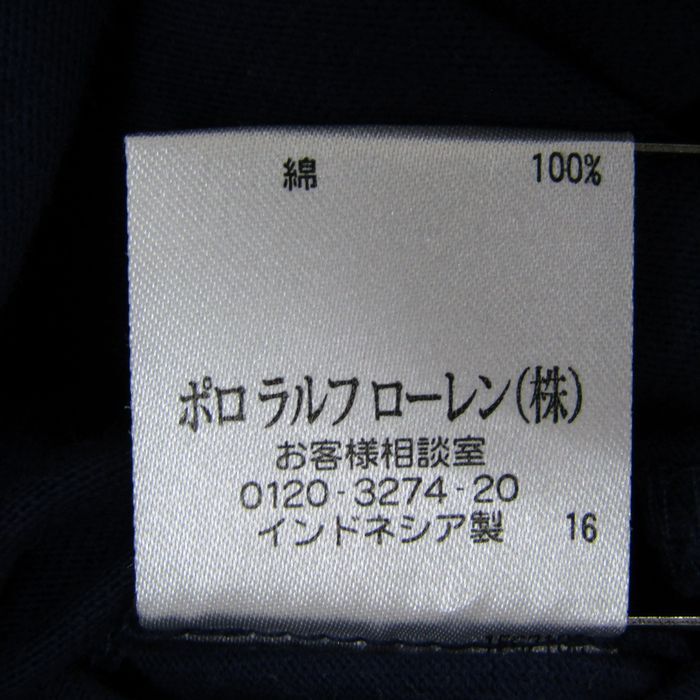 綿 100%
ポロ ラルフ ローレン(株)
お客様相談室
0120-3274-20
インドネシア製 16